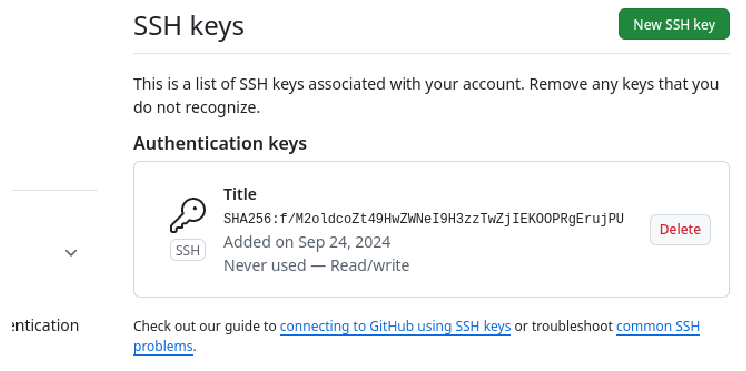 SSH keys
New SSH key
This is a list of SSH keys associated with your account. Remove any keys that you
do not recognize.
Authentication keys
Title
SHA256:f/M2oldcoZt49HwZWNeI9H3zzTwZjIEKOOPRgErujPU
SSH
Added on Sep 24, 2024
Never used — Read/write
Delete
entication
Check out our guide to connecting to GitHub using SSH keys or troubleshoot common SSH
problems.